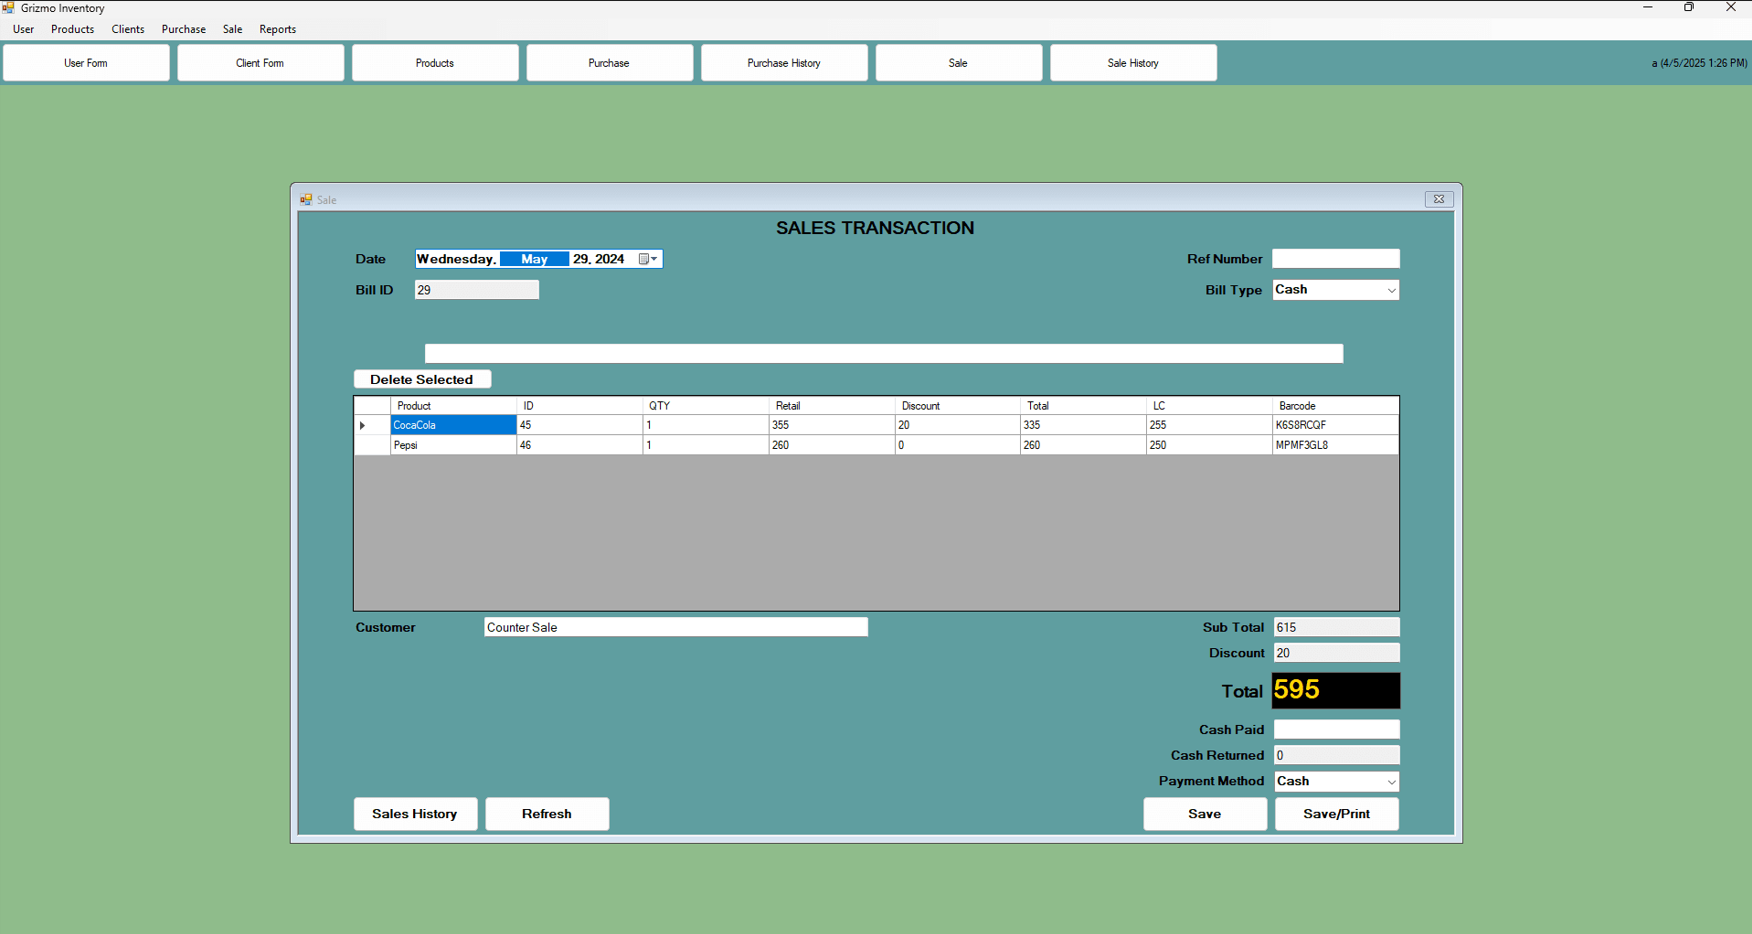 Grizmo Inventory
User Products Clients Purchase Sale Reports
User Form Client Form Products Purchase Purchase History Sale Sale History a (4/5/2025 1:26 PM)
Sale
SALES TRANSACTION
Date Wednesday, May 29, 2024 Ref Number
Bill ID 29 Bill Type Cash
Delete Selected
Product ID QTY Retail Discount Total LC Barcode
CocaCola 45 1 355 20 335 255 K6S8RCQF
Pepsi 46 1 260 0 260 250 MPMF3GL8
Customer Counter Sale Sub Total 615
Discount 20
Total 595
Cash Paid
Cash Returned 0
Payment Method Cash
Sales History Refresh Save Save/Print